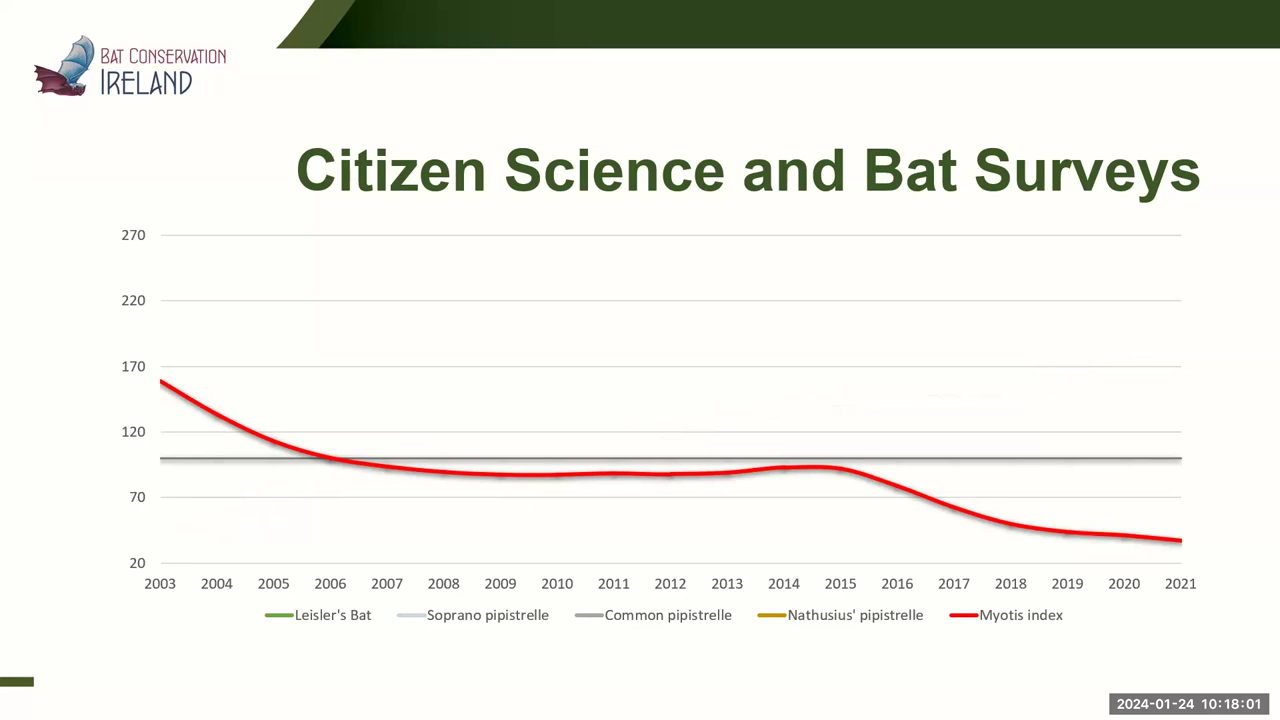 BAT CONSERVATION
IRELAND
Citizen Science and Bat Surveys
270
220
170
120
70
20
2003 2004 2005 2006 2007 2008 2009 2010 2011 2012 2013 2014 2015 2016 2017 2018 2019 2020 2021
Leisler's Bat Soprano pipistrelle Common pipistrelle Nathusius' pipistrelle Myotis index
2024-01-24 10:18:01